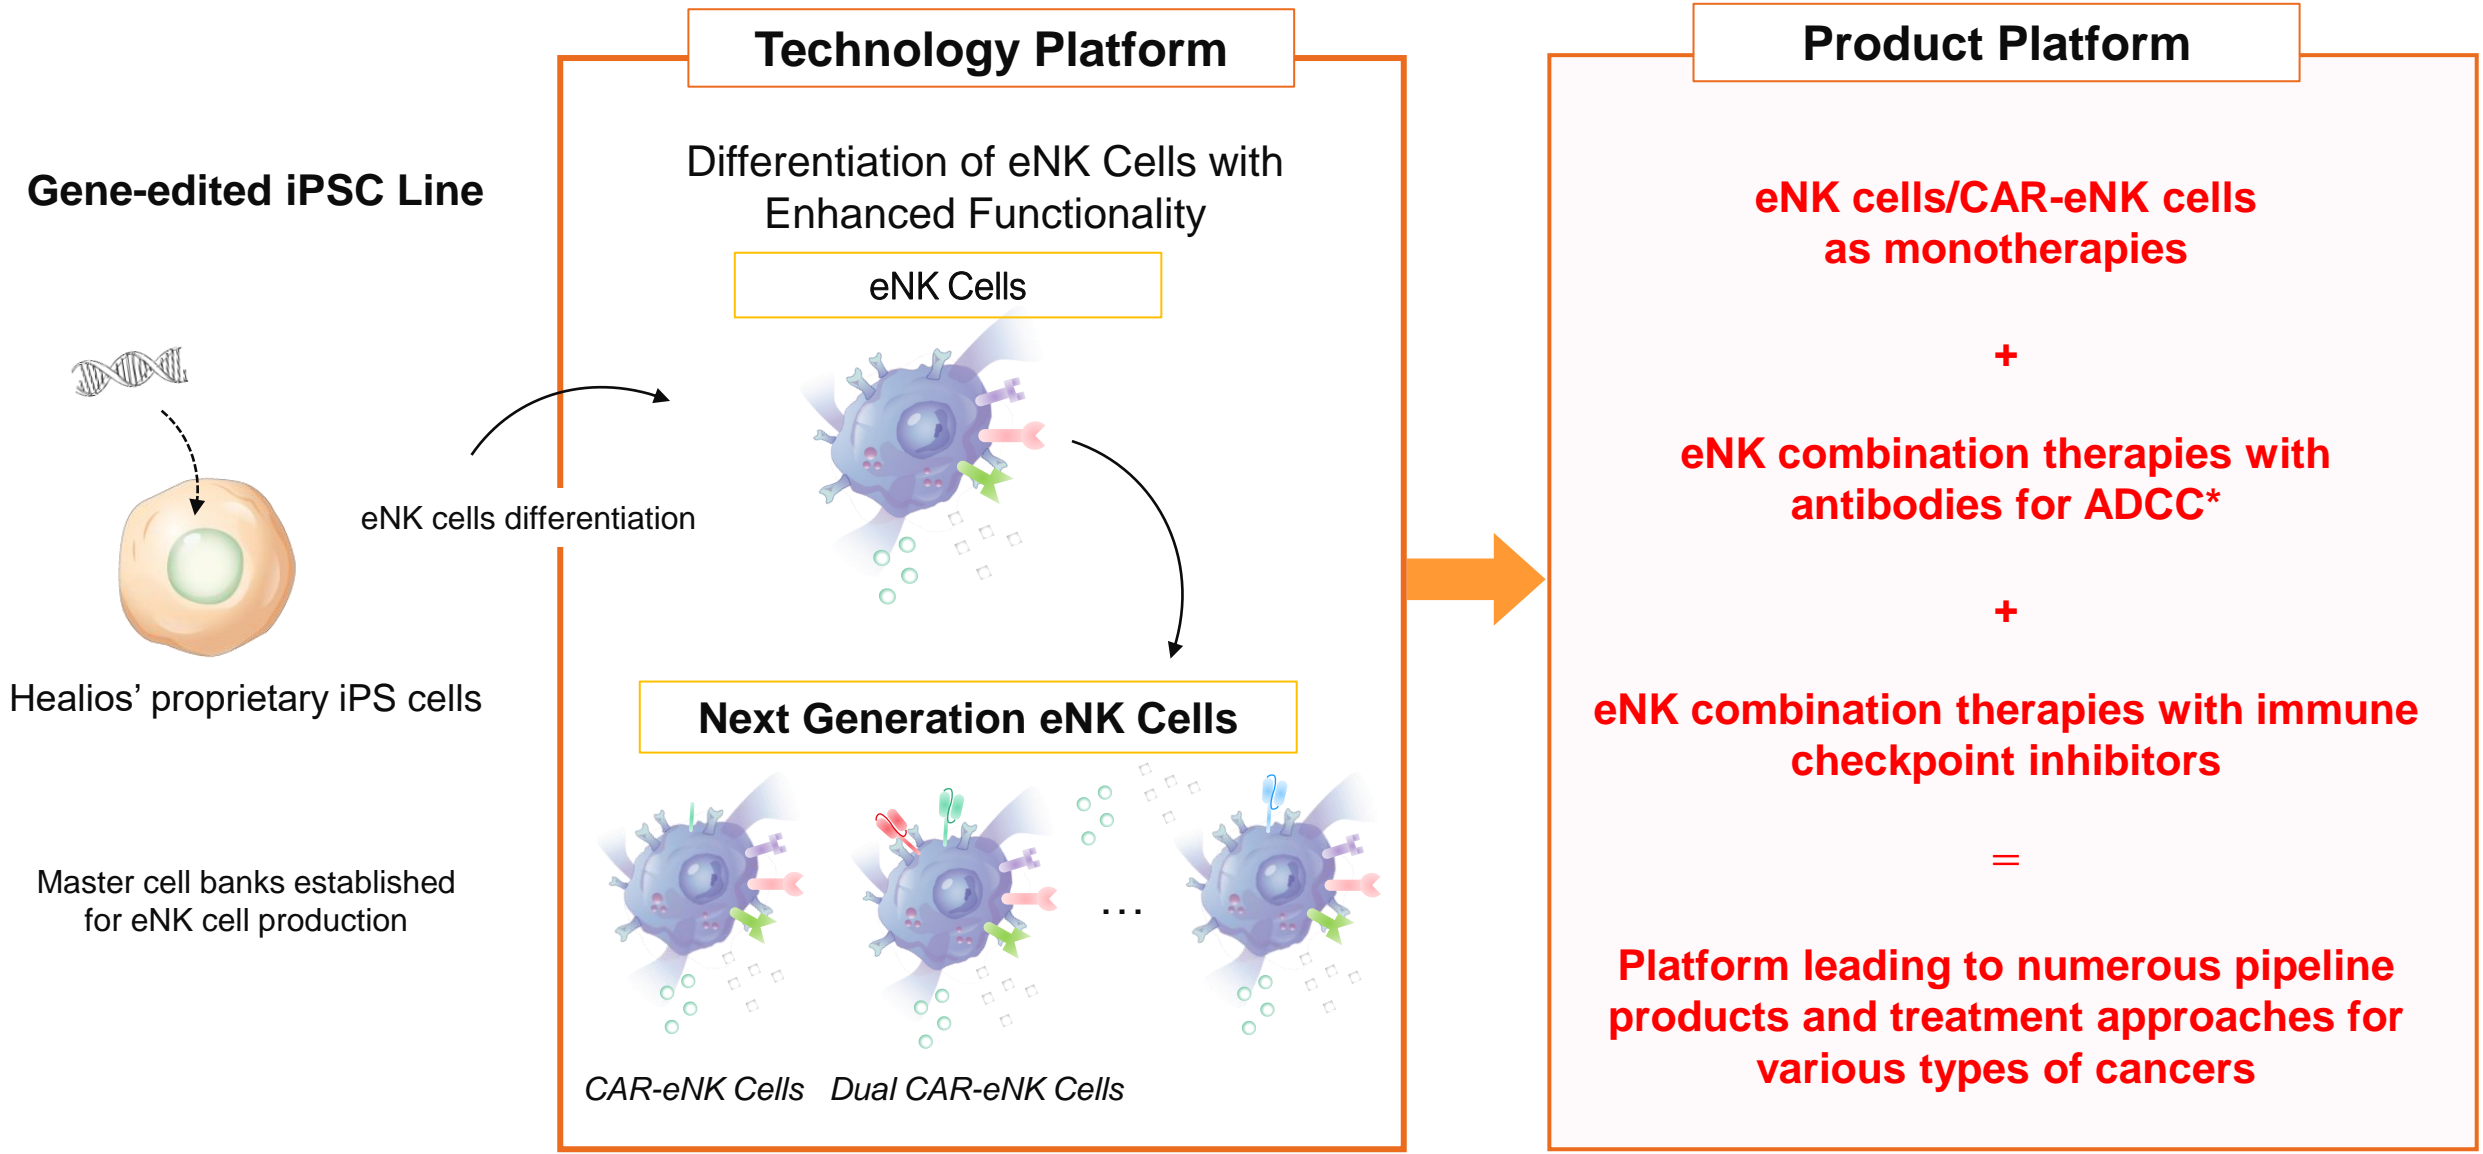 Gene-edited iPSC Line
Healios’ proprietary iPS cells
Master cell banks established
for eNK cell production
eNK cells differentiation
Technology Platform
Differentiation of eNK Cells with
Enhanced Functionality
eNK Cells
Next Generation eNK Cells
…
CAR-eNK Cells
Dual CAR-eNK Cells
Product Platform
eNK cells/CAR-eNK cells
as monotherapies
+
eNK combination therapies with
antibodies for ADCC*
+
eNK combination therapies with immune
checkpoint inhibitors
=
Platform leading to numerous pipeline
products and treatment approaches for
various types of cancers